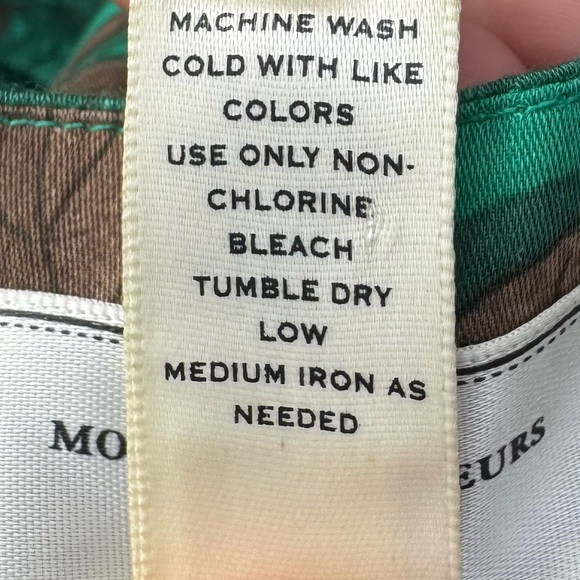 MACHINE WASH
COLD WITH LIKE
COLORS
USE ONLY NON-
CHLORINE
BLEACH
TUMBLE DRY
LOW
MEDIUM IRON AS
NEEDED
MO
EURS